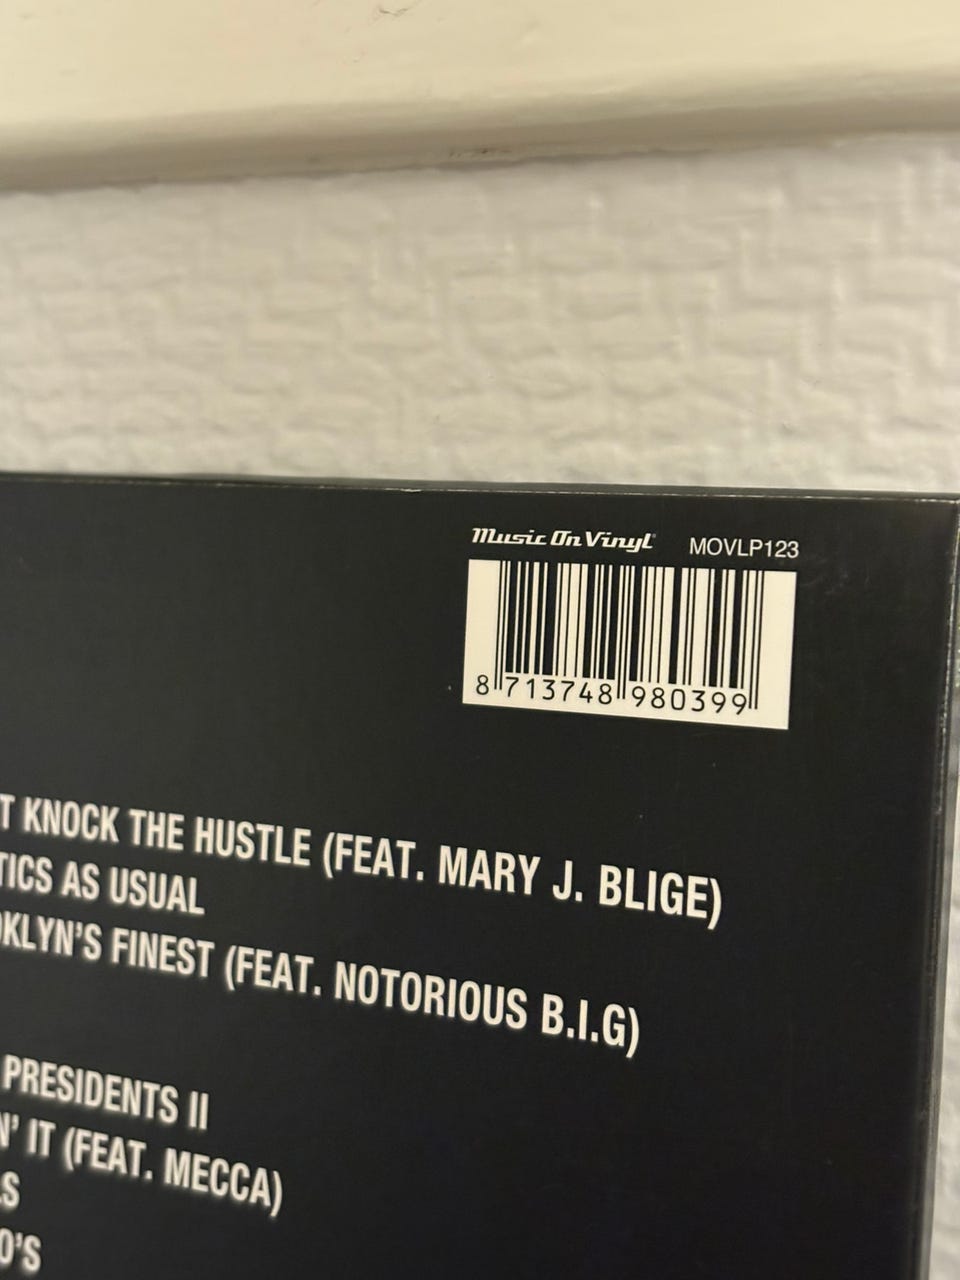 Music On Vinyl MOVLP123
8 713748 980399
T KNOCK THE HUSTLE (FEAT. MARY J. BLIGE)
TICS AS USUAL
OKLYN'S FINEST (FEAT. NOTORIOUS B.I.G)
PRESIDENTS II
N' IT (FEAT. MECCA)
LS
O'S